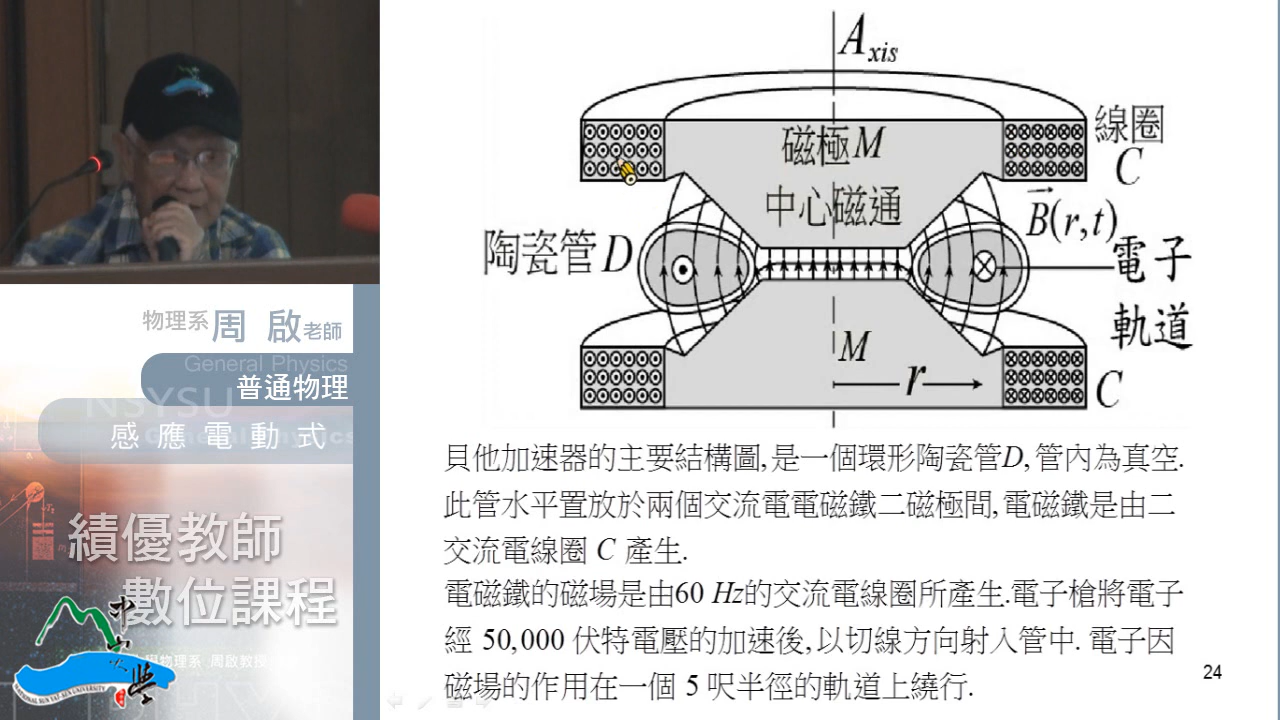 物理系周 啟老師
General Physics
普通物理
NSYSU
感 應 電 動 式
績優教師
數位課程
NATIONAL SUN YAT-SEN UNIVERSITY
Axis
磁極M
中心磁通
線圈
C
B(r,t)
陶瓷管D
電子
軌道
M
r
C
貝他加速器的主要結構圖,是一個環形陶瓷管D,管內為真空.
此管水平置放於兩個交流電電磁鐵二磁極間,電磁鐵是由二
交流電線圈 C 產生.
電磁鐵的磁場是由60 Hz的交流電線圈所產生.電子槍將電子
經 50,000 伏特電壓的加速後,以切線方向射入管中. 電子因
磁場的作用在一個 5 呎半徑的軌道上繞行.
24